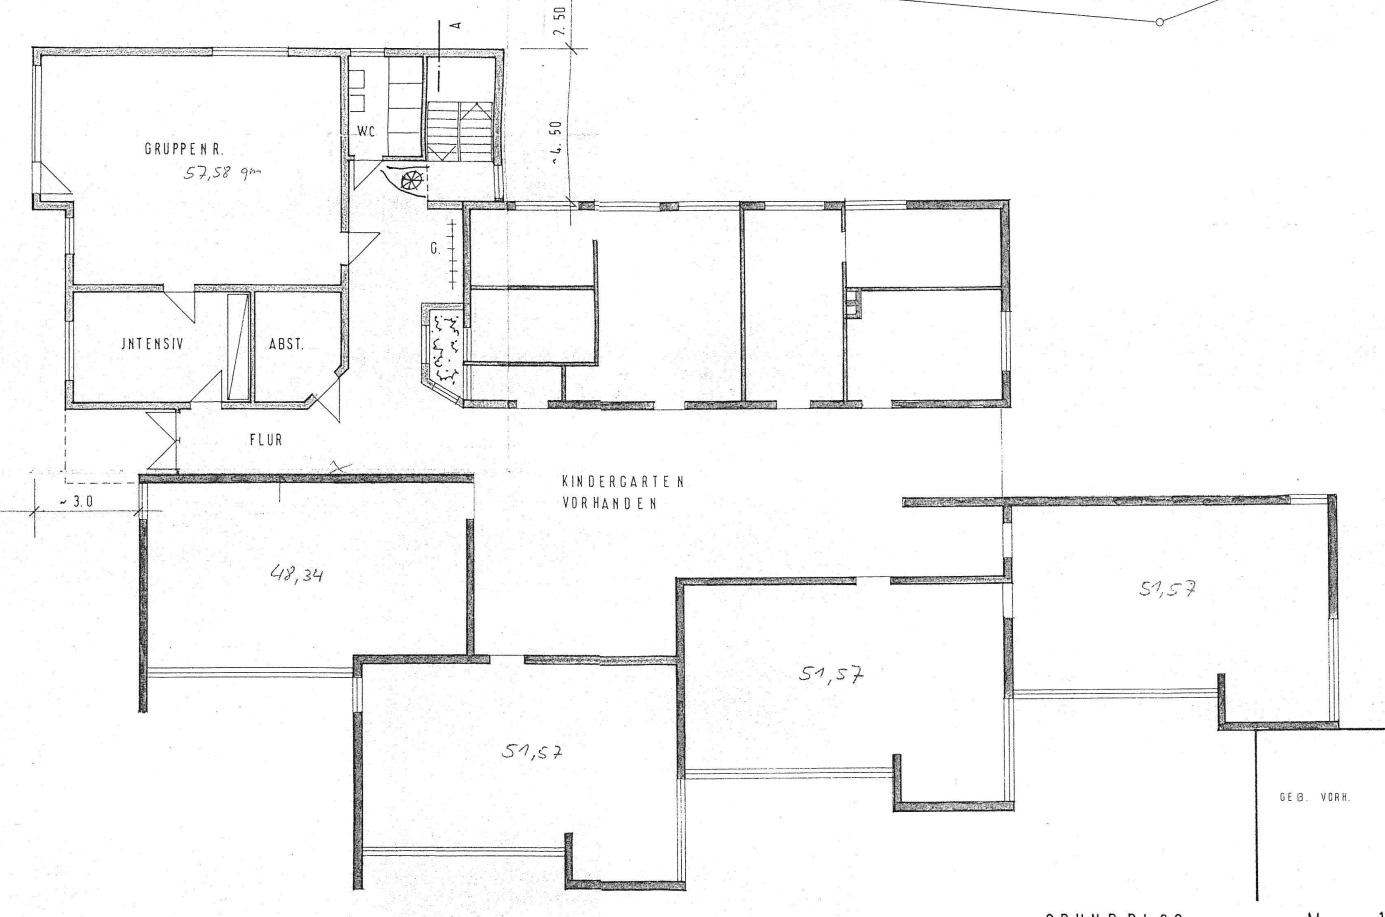 2.50
A
~4.50
GRUPPENR.
57,58 qm
WC
G.
JNTENSIV
ABST.
FLUR
KINDERGARTEN
VORHANDEN
~ 3.0
48,34
51,57
51,57
51,57
GEB. VORH.